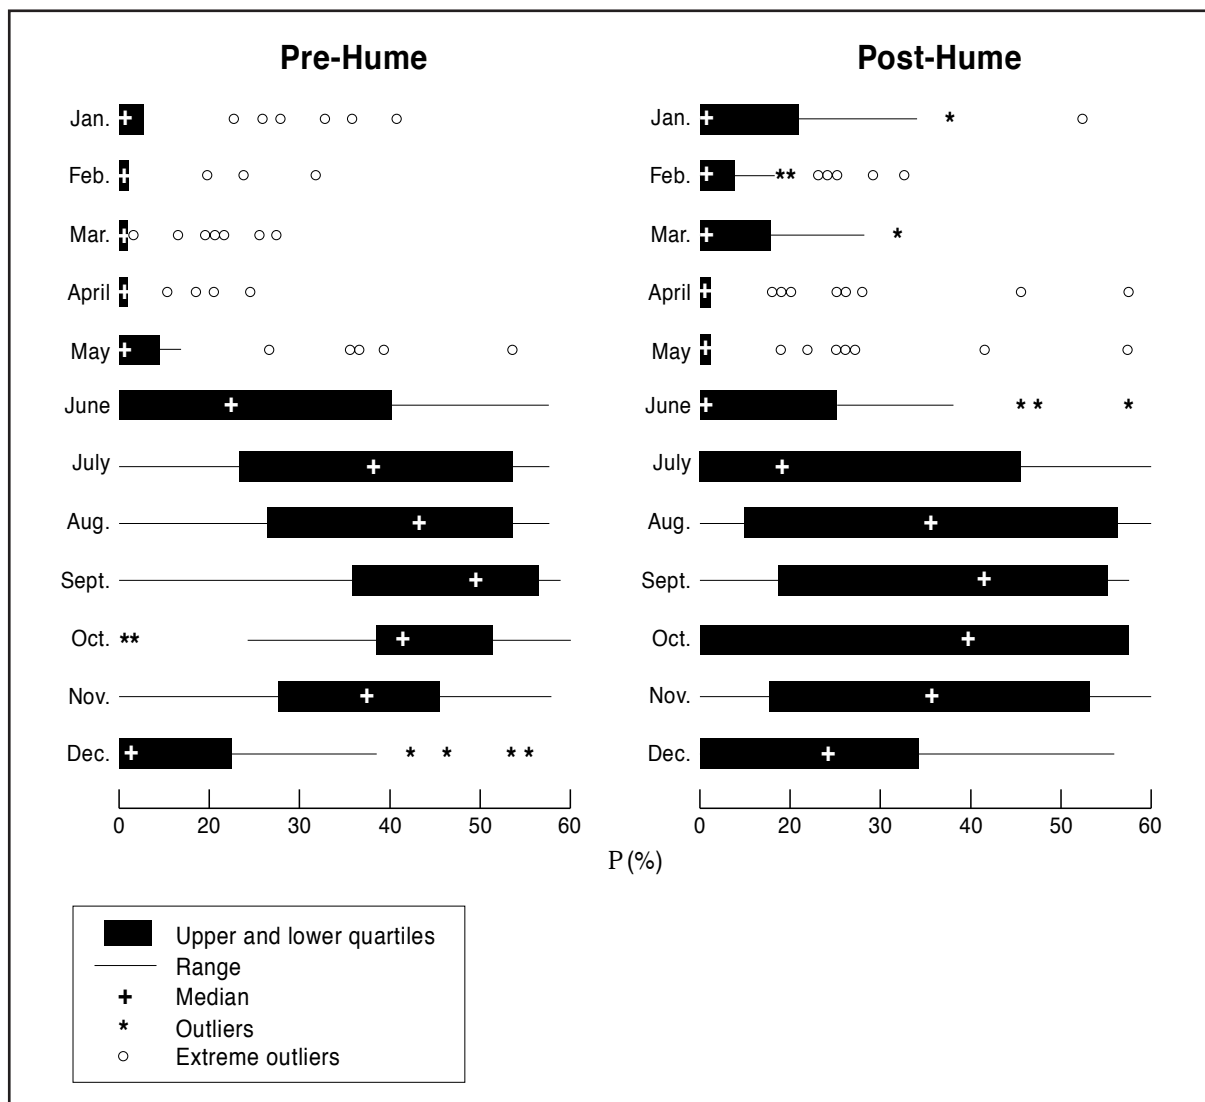 Pre-Hume
Post-Hume
Jan.
Feb.
Mar.
April
May
June
July
Aug.
Sept.
Oct.
Nov.
Dec.
0 20 30 40 50 60
Jan.
Feb.
Mar.
April
May
June
July
Aug.
Sept.
Oct.
Nov.
Dec.
0 20 30 40 50 60
P (%)
Upper and lower quartiles
Range
Median
Outliers
Extreme outliers